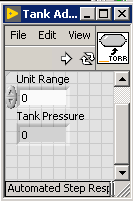 Tank Ad...
File Edit View
TORR
Unit Range
0
Tank Pressure
0
Automated Step Resp